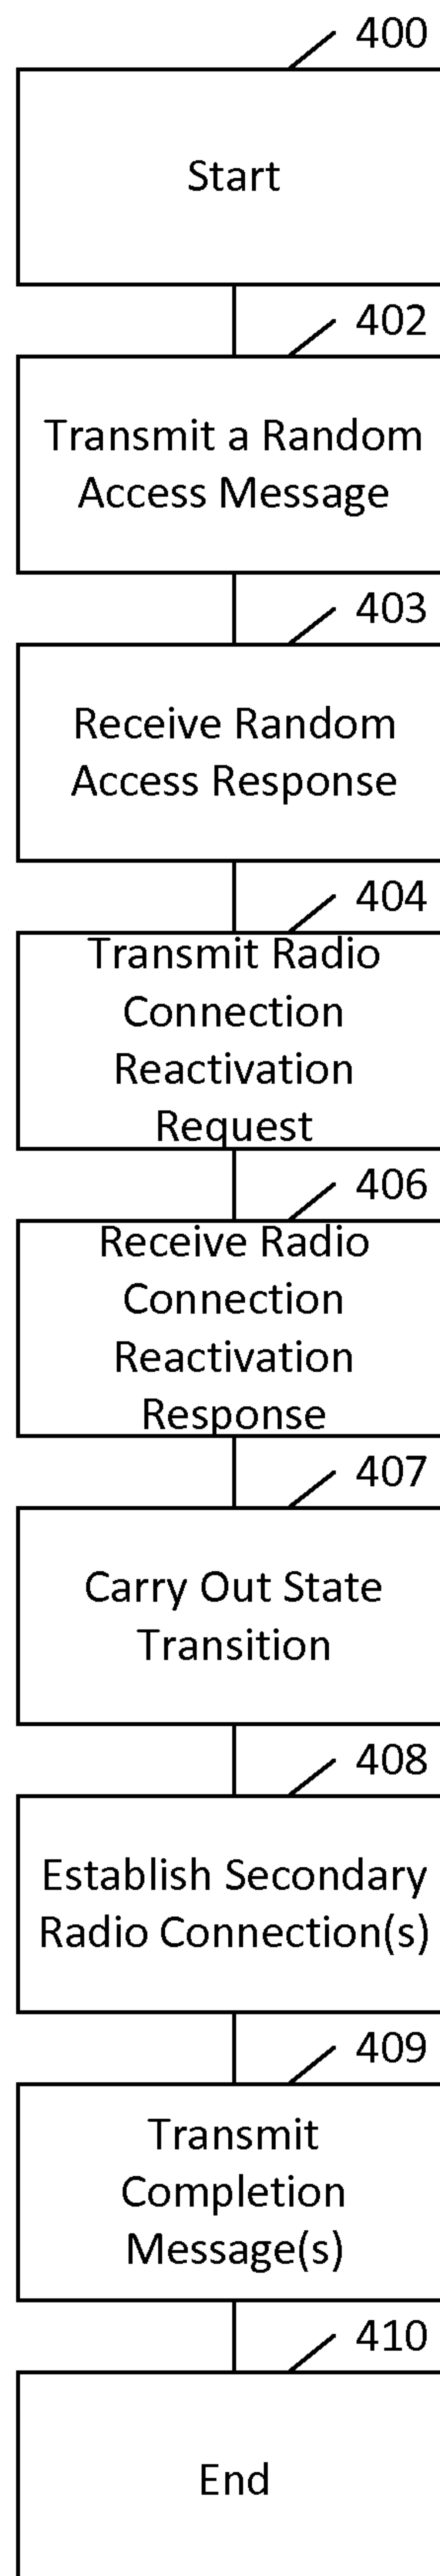 400
Start
402
Transmit a Random
Access Message
403
Receive Random
Access Response
404
Transmit Radio
Connection
Reactivation
Request
406
Receive Radio
Connection
Reactivation
Response
407
Carry Out State
Transition
408
Establish Secondary
Radio Connection(s)
409
Transmit
Completion
Message(s)
410
End